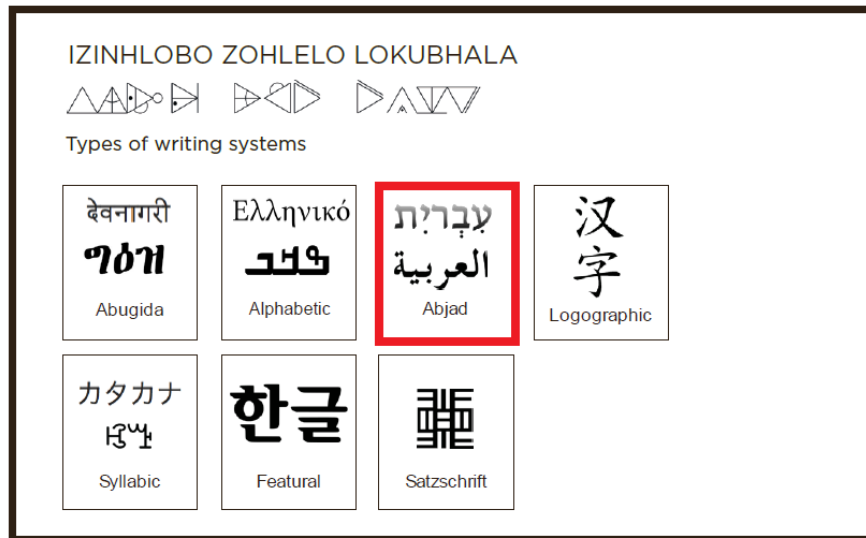 IZINHLOBO ZOHLELO LOKUBHALA
Types of writing systems
देवनागरी
ግዕዝ
Abugida
Ελληνικό
Alphabetic
עִבְרִית
العربية
Abjad
汉
字
Logographic
カタカナ
Syllabic
한글
Featural
Satzschrift